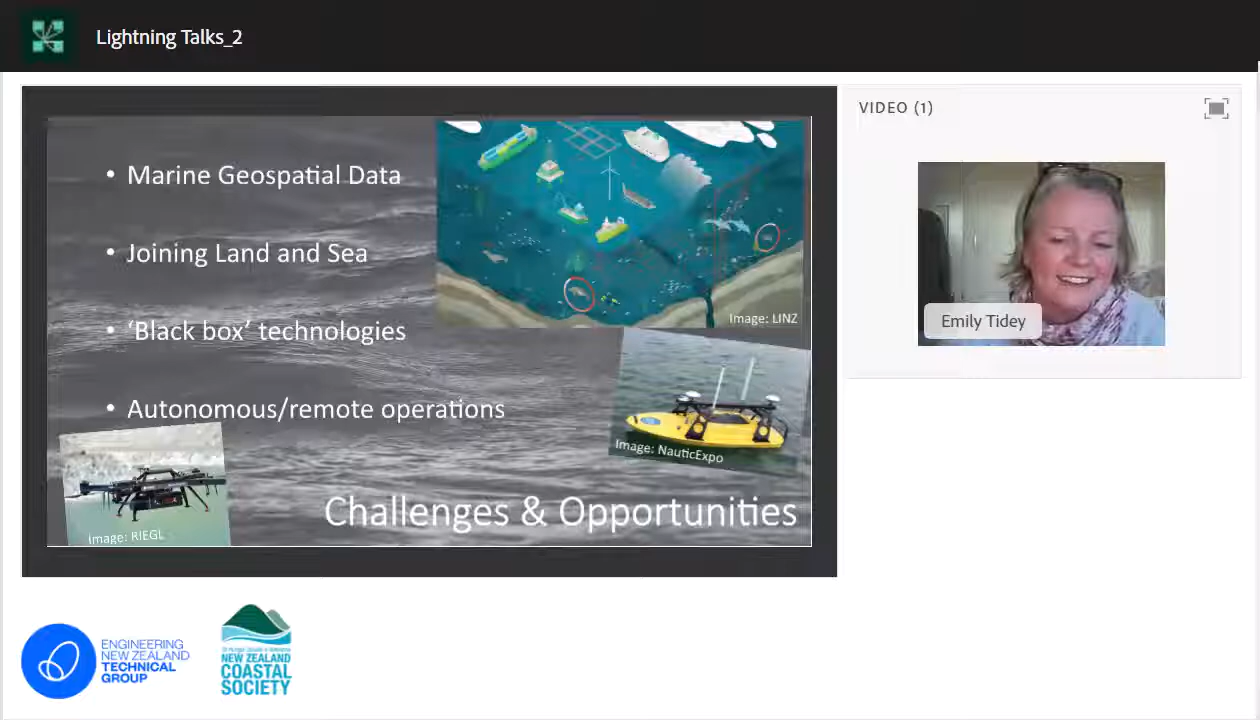 Lightning Talks_2
• Marine Geospatial Data
• Joining Land and Sea
• ‘Black box’ technologies
• Autonomous/remote operations
Image: LINZ
Image: NauticExpo
Image: RIEGL
Challenges & Opportunities
VIDEO (1)
Emily Tidey
ENGINEERING
NEW ZEALAND
TECHNICAL
GROUP
NEW ZEALAND
COASTAL
SOCIETY